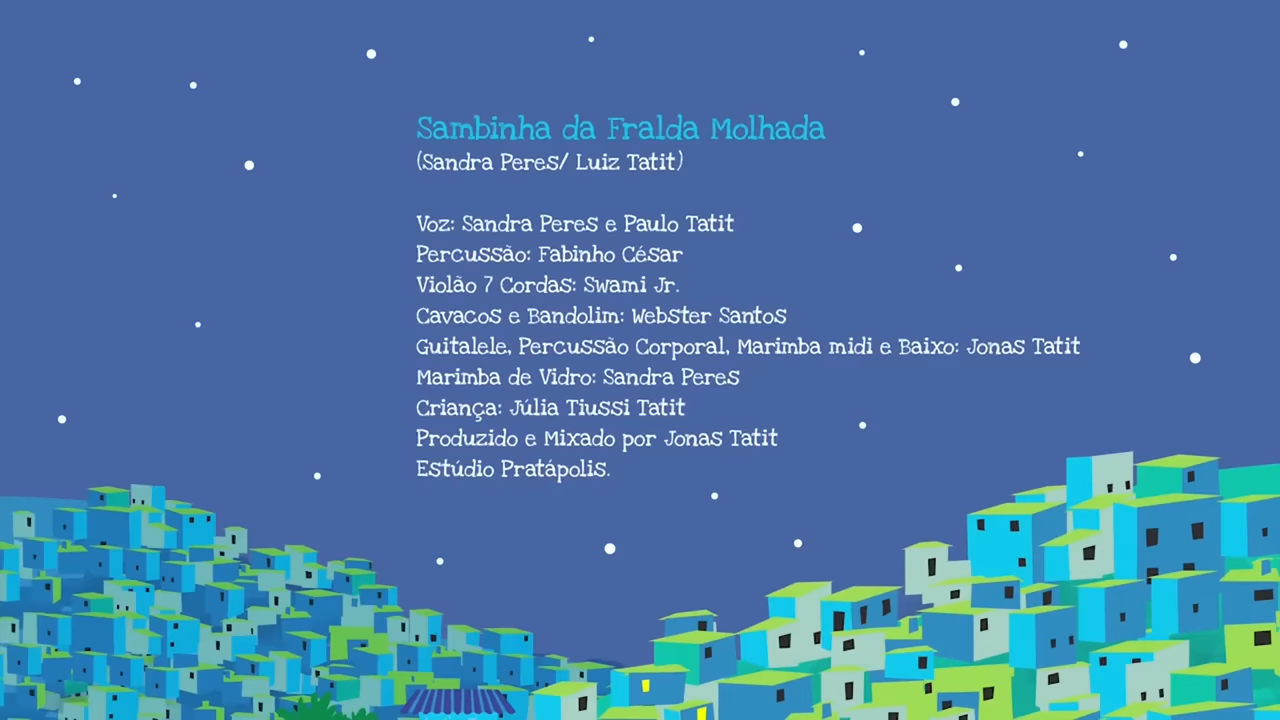 Sambinha da Fralda Molhada
(Sandra Peres/ Luiz Tatit)
Voz: Sandra Peres e Paulo Tatit
Percussão: Fabinho César
Violão 7 Cordas: Swami Jr.
Cavacos e Bandolim: Webster Santos
Guitalele, Percussão Corporal, Marimba midi e Baixo: Jonas Tatit
Marimba de Vidro: Sandra Peres
Criança: Júlia Tiussi Tatit
Produzido e Mixado por Jonas Tatit
Estúdio Pratápolis.